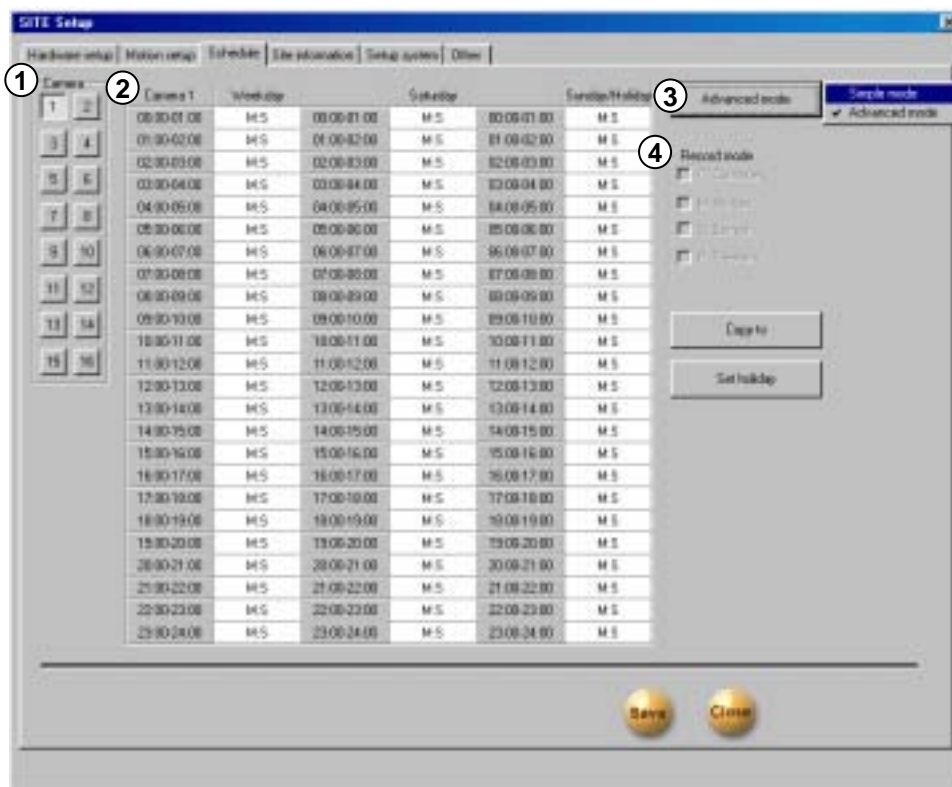 SITE Setup
Hardware setup Motion setup Schedule Site information Setup system Other
1 Camera
1 2
3 4
5 6
7 8
9 10
11 12
13 14
15 16
2 Camera 1 Weekday Saturday Sunday/Holiday
00:00-01:00 M:S 00:00-01:00 M:S 00:00-01:00 M:S
01:00-02:00 M:S 01:00-02:00 M:S 01:00-02:00 M:S
02:00-03:00 M:S 02:00-03:00 M:S 02:00-03:00 M:S
03:00-04:00 M:S 03:00-04:00 M:S 03:00-04:00 M:S
04:00-05:00 M:S 04:00-05:00 M:S 04:00-05:00 M:S
05:00-06:00 M:S 05:00-06:00 M:S 05:00-06:00 M:S
06:00-07:00 M:S 06:00-07:00 M:S 06:00-07:00 M:S
07:00-08:00 M:S 07:00-08:00 M:S 07:00-08:00 M:S
08:00-09:00 M:S 08:00-09:00 M:S 08:00-09:00 M:S
09:00-10:00 M:S 09:00-10:00 M:S 09:00-10:00 M:S
10:00-11:00 M:S 10:00-11:00 M:S 10:00-11:00 M:S
11:00-12:00 M:S 11:00-12:00 M:S 11:00-12:00 M:S
12:00-13:00 M:S 12:00-13:00 M:S 12:00-13:00 M:S
13:00-14:00 M:S 13:00-14:00 M:S 13:00-14:00 M:S
14:00-15:00 M:S 14:00-15:00 M:S 14:00-15:00 M:S
15:00-16:00 M:S 15:00-16:00 M:S 15:00-16:00 M:S
16:00-17:00 M:S 16:00-17:00 M:S 16:00-17:00 M:S
17:00-18:00 M:S 17:00-18:00 M:S 17:00-18:00 M:S
18:00-19:00 M:S 18:00-19:00 M:S 18:00-19:00 M:S
19:00-20:00 M:S 19:00-20:00 M:S 19:00-20:00 M:S
20:00-21:00 M:S 20:00-21:00 M:S 20:00-21:00 M:S
21:00-22:00 M:S 21:00-22:00 M:S 21:00-22:00 M:S
22:00-23:00 M:S 22:00-23:00 M:S 22:00-23:00 M:S
23:00-24:00 M:S 23:00-24:00 M:S 23:00-24:00 M:S
3 Advanced mode
Simple mode
Advanced mode
4 Record mode
Copy to
Set holiday
Save Close